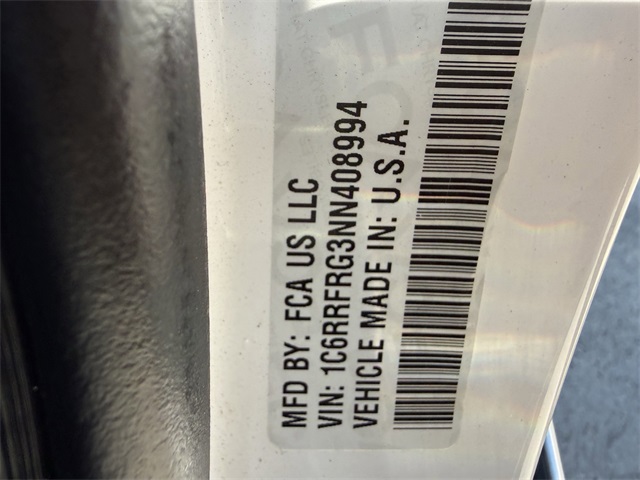 MFD BY: FCA US LLC
VIN: 1C6RRFRG3NN408994
VEHICLE MADE IN: U.S.A.